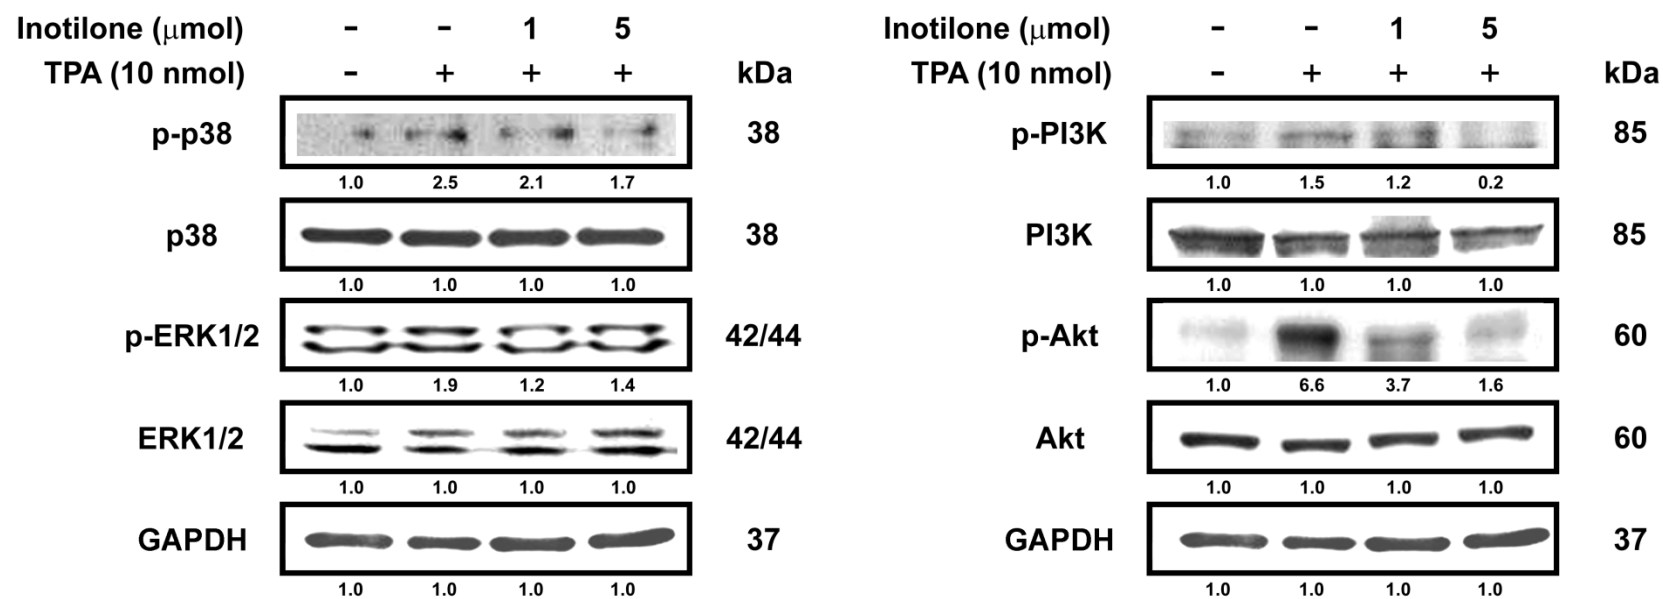 Inotilone (μmol) - - 1 5
TPA (10 nmol) - + + + kDa
p-p38 38
1.0 2.5 2.1 1.7
p38 38
1.0 1.0 1.0 1.0
p-ERK1/2 42/44
1.0 1.9 1.2 1.4
ERK1/2 42/44
1.0 1.0 1.0 1.0
GAPDH 37
1.0 1.0 1.0 1.0
Inotilone (μmol) - - 1 5
TPA (10 nmol) - + + + kDa
p-PI3K 85
1.0 1.5 1.2 0.2
PI3K 85
1.0 1.0 1.0 1.0
p-Akt 60
1.0 6.6 3.7 1.6
Akt 60
1.0 1.0 1.0 1.0
GAPDH 37
1.0 1.0 1.0 1.0